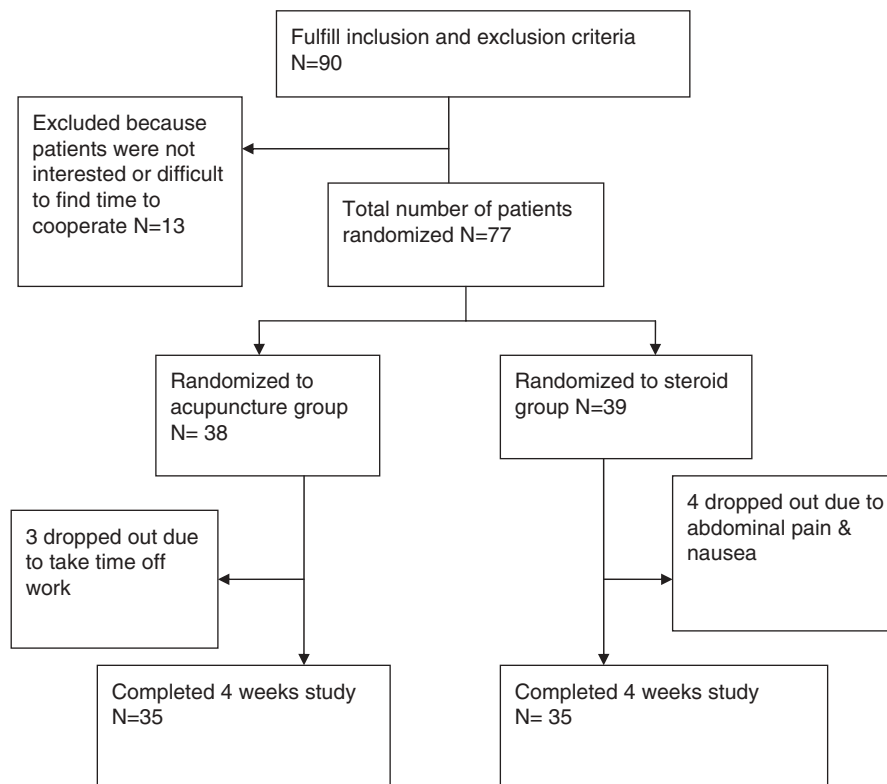 Fulfill inclusion and exclusion criteria
N=90
Excluded because
patients were not
interested or difficult
to find time to
cooperate N=13
Total number of patients
randomized N=77
Randomized to
acupuncture group
N= 38
Randomized to steroid
group N=39
3 dropped out due
to take time off
work
4 dropped out due to
abdominal pain &
nausea
Completed 4 weeks study
N=35
Completed 4 weeks study
N= 35